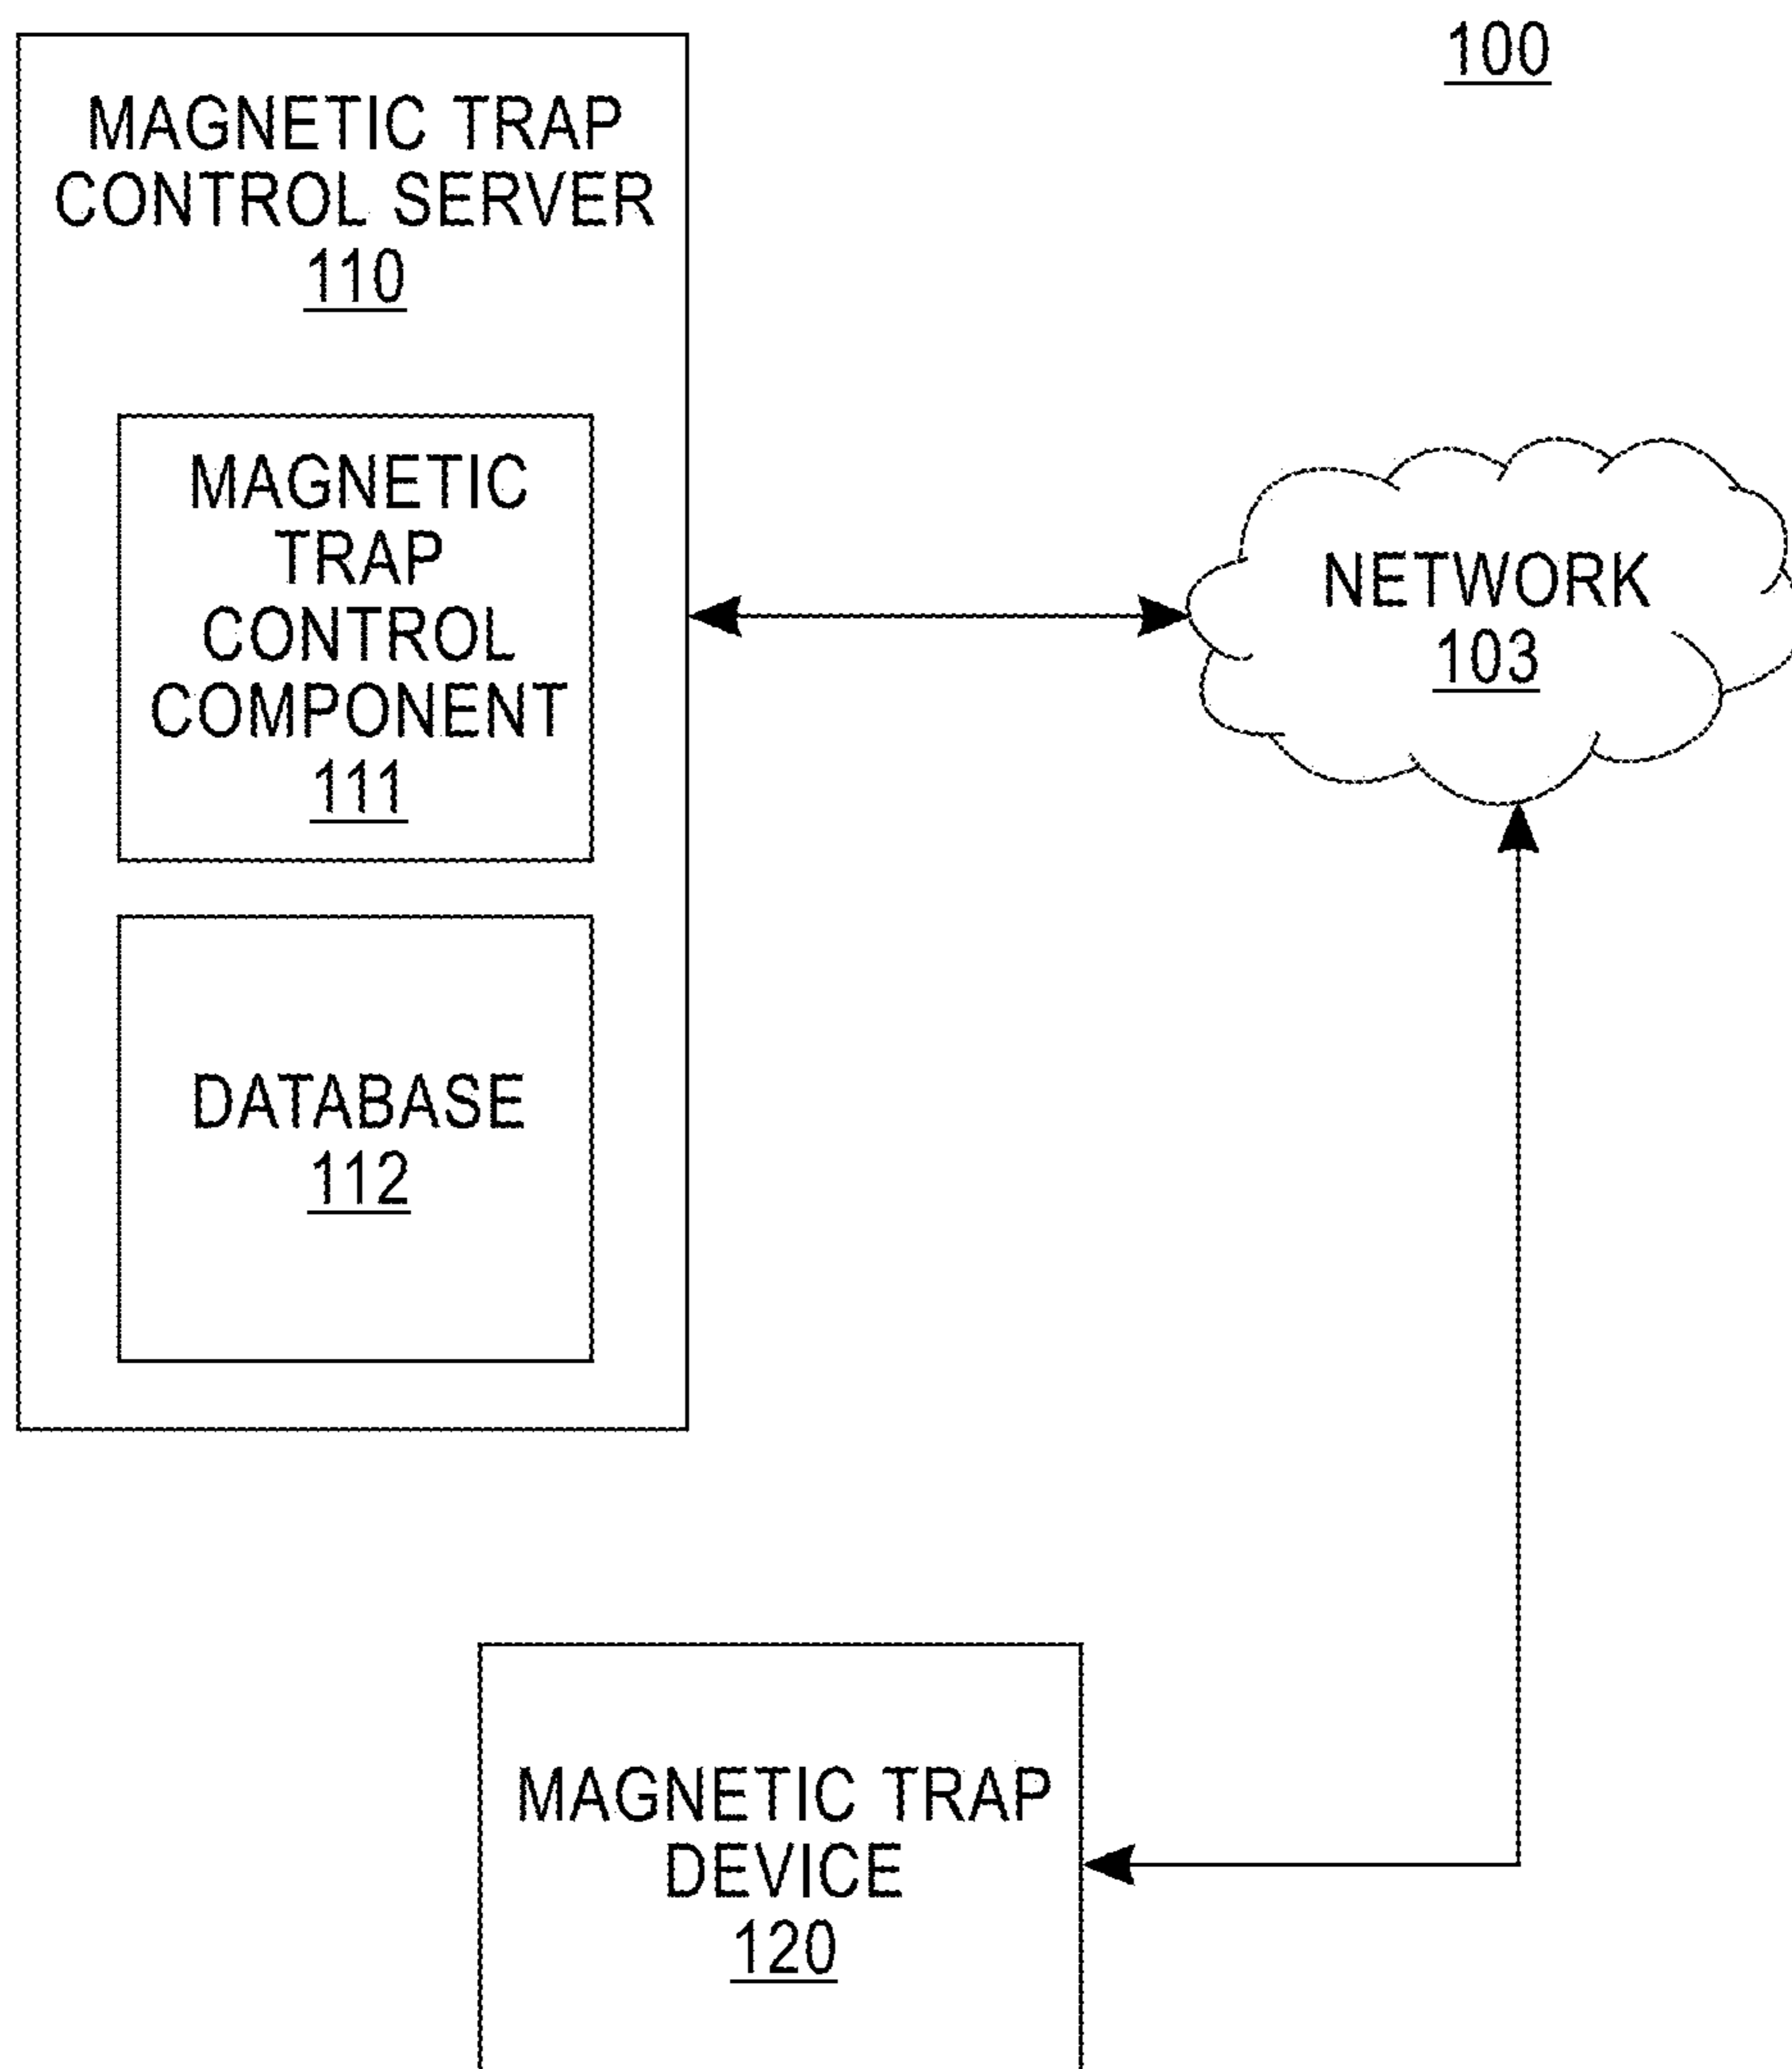 100
MAGNETIC TRAP
CONTROL SERVER
110
MAGNETIC
TRAP
CONTROL
COMPONENT
111
DATABASE
112
NETWORK
103
MAGNETIC TRAP
DEVICE
120